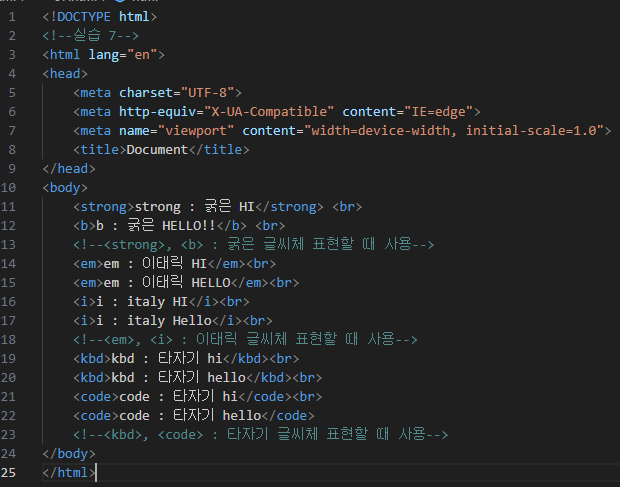 1 <!DOCTYPE html>
2 <!--실습 7-->
3 <html lang="en">
4 <head>
5     <meta charset="UTF-8">
6     <meta http-equiv="X-UA-Compatible" content="IE=edge">
7     <meta name="viewport" content="width=device-width, initial-scale=1.0">
8     <title>Document</title>
9 </head>
10 <body>
11     <strong>strong : 굵은 HI</strong> <br>
12     <b>b : 굵은 HELLO!!</b> <br>
13     <!--<strong>, <b> : 굵은 글씨체 표현할 때 사용-->
14     <em>em : 이태릭 HI</em><br>
15     <em>em : 이태릭 HELLO</em><br>
16     <i>i : italy HI</i><br>
17     <i>i : italy Hello</i><br>
18     <!--<em>, <i> : 이태릭 글씨체 표현할 때 사용-->
19     <kbd>kbd : 타자기 hi</kbd><br>
20     <kbd>kbd : 타자기 hello</kbd><br>
21     <code>code : 타자기 hi</code><br>
22     <code>code : 타자기 hello</code>
23     <!--<kbd>, <code> : 타자기 글씨체 표현할 때 사용-->
24 </body>
25 </html>